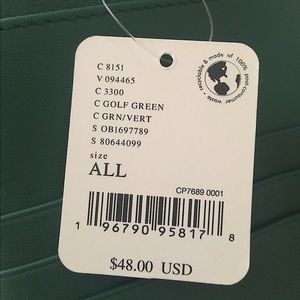 C 8151
V 094465
C 3300
C GOLF GREEN
C GRN/VERT
S OB1697789
S 80644099
size
ALL
recyclable & made of 100% post-consumer waste
CP7689 0001
1 96790 95817 8
$48.00 USD